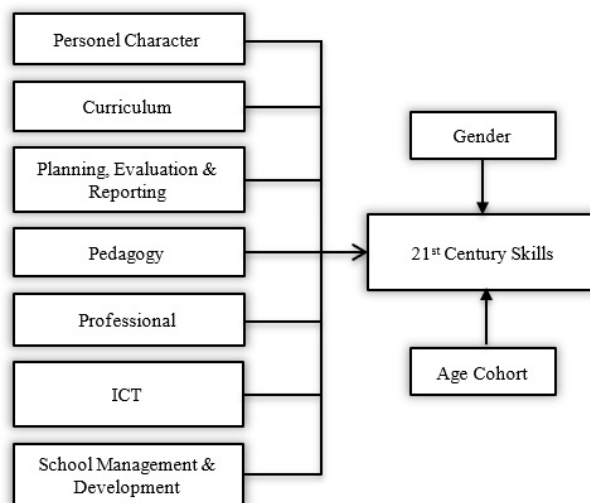 Personel Character
Curriculum
Planning, Evaluation &
Reporting
Pedagogy
Professional
ICT
School Management &
Development
Gender
21st Century Skills
Age Cohort